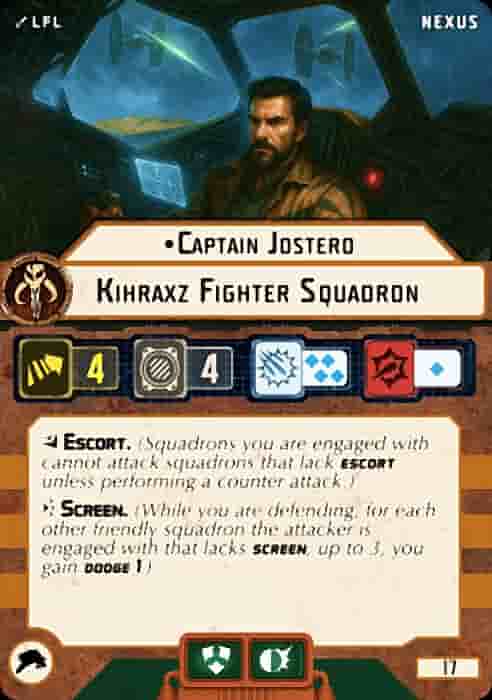 LFL
NEXUS
•Captain Jostero
Kihraxz Fighter Squadron
4
4
Escort. (Squadrons you are engaged with
cannot attack squadrons that lack escort
unless performing a counter attack.)
Screen. (While you are defending, for each
other friendly squadron the attacker is
engaged with that lacks screen, up to 3, you
gain dodge 1)
17